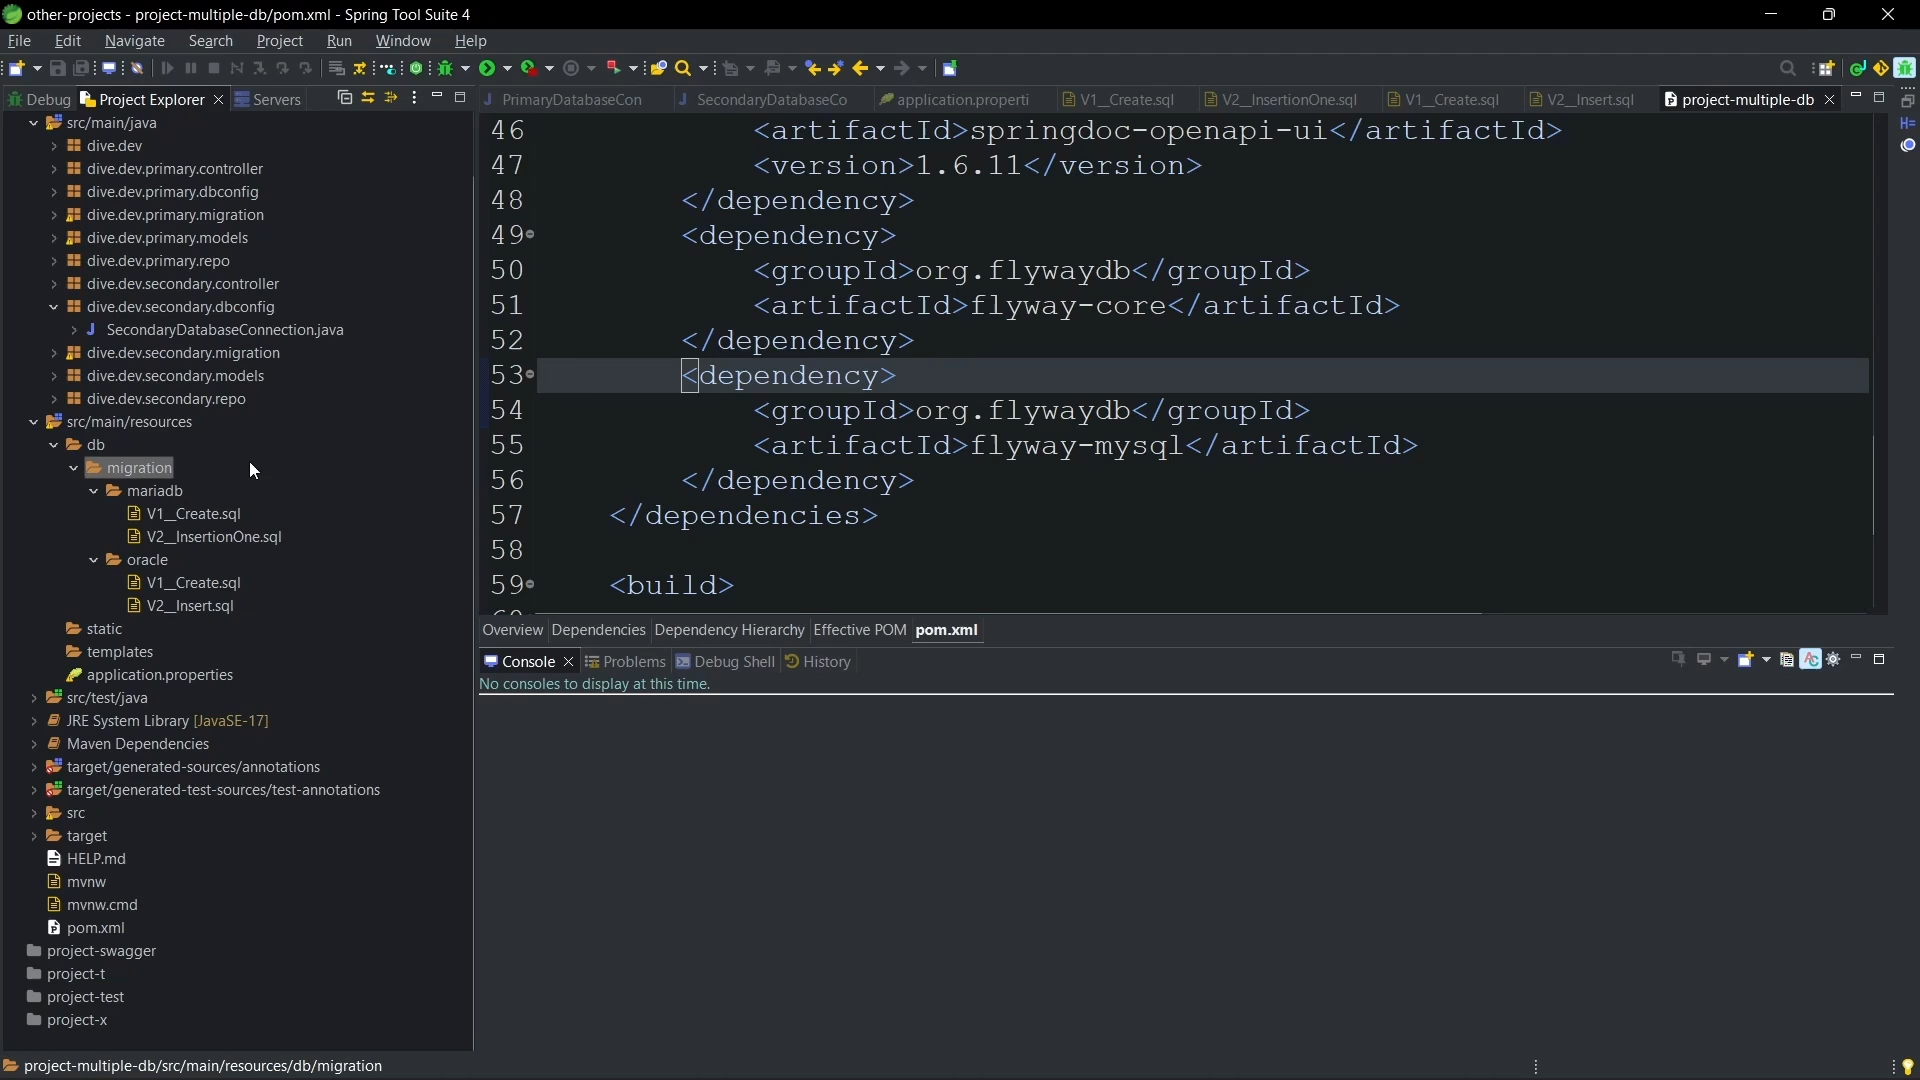 other-projects - project-multiple-db/pom.xml - Spring Tool Suite 4
File Edit Navigate Search Project Run Window Help
Debug Project Explorer Servers
PrimaryDatabaseCon SecondaryDatabaseCo application.properti V1__Create.sql V2__InsertionOne.sql V1__Create.sql V2__Insert.sql project-multiple-db
src/main/java
dive.dev
dive.dev.primary.controller
dive.dev.primary.dbconfig
dive.dev.primary.migration
dive.dev.primary.models
dive.dev.primary.repo
dive.dev.secondary.controller
dive.dev.secondary.dbconfig
SecondaryDatabaseConnection.java
dive.dev.secondary.migration
dive.dev.secondary.models
dive.dev.secondary.repo
src/main/resources
db
migration
mariadb
V1__Create.sql
V2__InsertionOne.sql
oracle
V1__Create.sql
V2__Insert.sql
static
templates
application.properties
src/test/java
JRE System Library [JavaSE-17]
Maven Dependencies
target/generated-sources/annotations
target/generated-test-sources/test-annotations
src
target
HELP.md
mvnw
mvnw.cmd
pom.xml
project-swagger
project-t
project-test
project-x
46 <artifactId>springdoc-openapi-ui</artifactId>
47 <version>1.6.11</version>
48 </dependency>
49 <dependency>
50 <groupId>org.flywaydb</groupId>
51 <artifactId>flyway-core</artifactId>
52 </dependency>
53 <dependency>
54 <groupId>org.flywaydb</groupId>
55 <artifactId>flyway-mysql</artifactId>
56 </dependency>
57 </dependencies>
58
59 <build>
Overview Dependencies Dependency Hierarchy Effective POM pom.xml
Console Problems Debug Shell History
No consoles to display at this time.
project-multiple-db/src/main/resources/db/migration